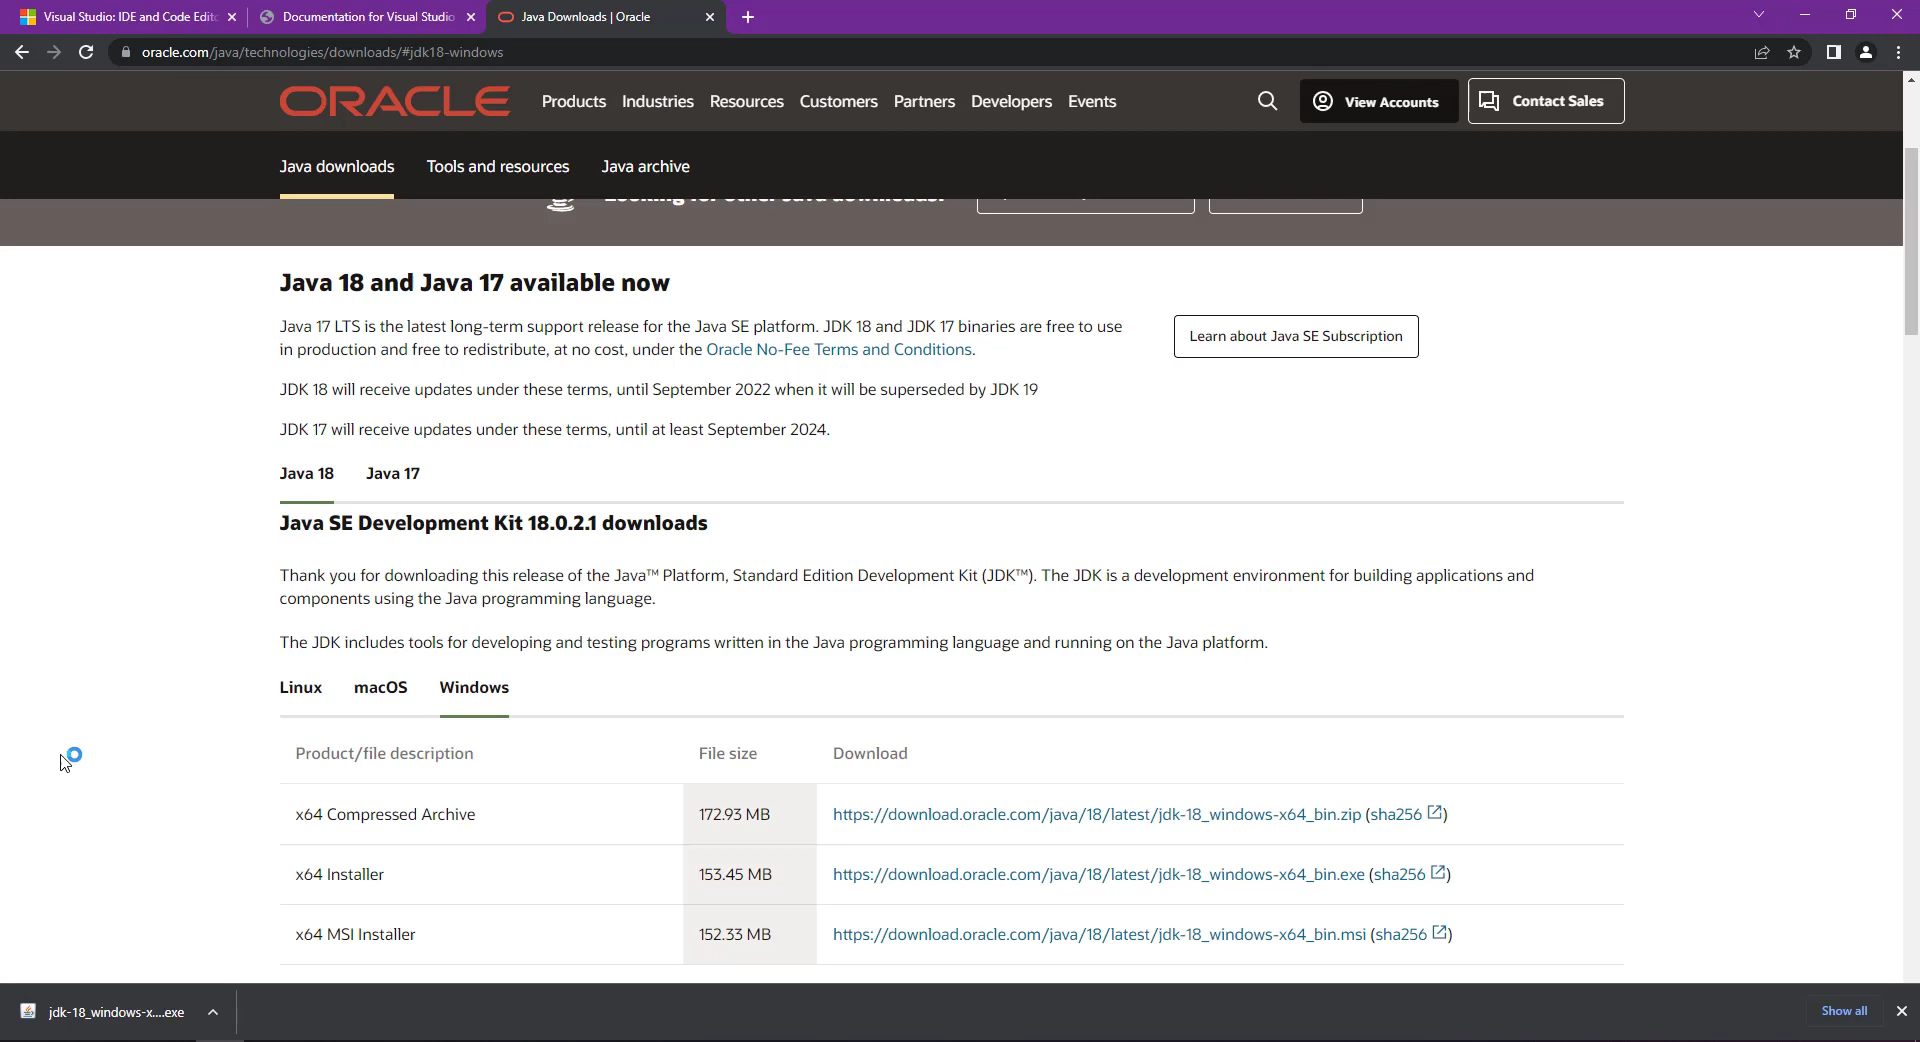 Visual Studio: IDE and Code Edito
Documentation for Visual Studio
Java Downloads | Oracle
oracle.com/java/technologies/downloads/#jdk18-windows
ORACLE
Products Industries Resources Customers Partners Developers Events
View Accounts
Contact Sales
Java downloads Tools and resources Java archive
Java 18 and Java 17 available now
Java 17 LTS is the latest long-term support release for the Java SE platform. JDK 18 and JDK 17 binaries are free to use
in production and free to redistribute, at no cost, under the Oracle No-Fee Terms and Conditions.
Learn about Java SE Subscription
JDK 18 will receive updates under these terms, until September 2022 when it will be superseded by JDK 19
JDK 17 will receive updates under these terms, until at least September 2024.
Java 18 Java 17
Java SE Development Kit 18.0.2.1 downloads
Thank you for downloading this release of the Java™ Platform, Standard Edition Development Kit (JDK™). The JDK is a development environment for building applications and
components using the Java programming language.
The JDK includes tools for developing and testing programs written in the Java programming language and running on the Java platform.
Linux macOS Windows
Product/file description File size Download
x64 Compressed Archive 172.93 MB https://download.oracle.com/java/18/latest/jdk-18_windows-x64_bin.zip (sha256)
x64 Installer 153.45 MB https://download.oracle.com/java/18/latest/jdk-18_windows-x64_bin.exe (sha256)
x64 MSI Installer 152.33 MB https://download.oracle.com/java/18/latest/jdk-18_windows-x64_bin.msi (sha256)
jdk-18_windows-x....exe
Show all